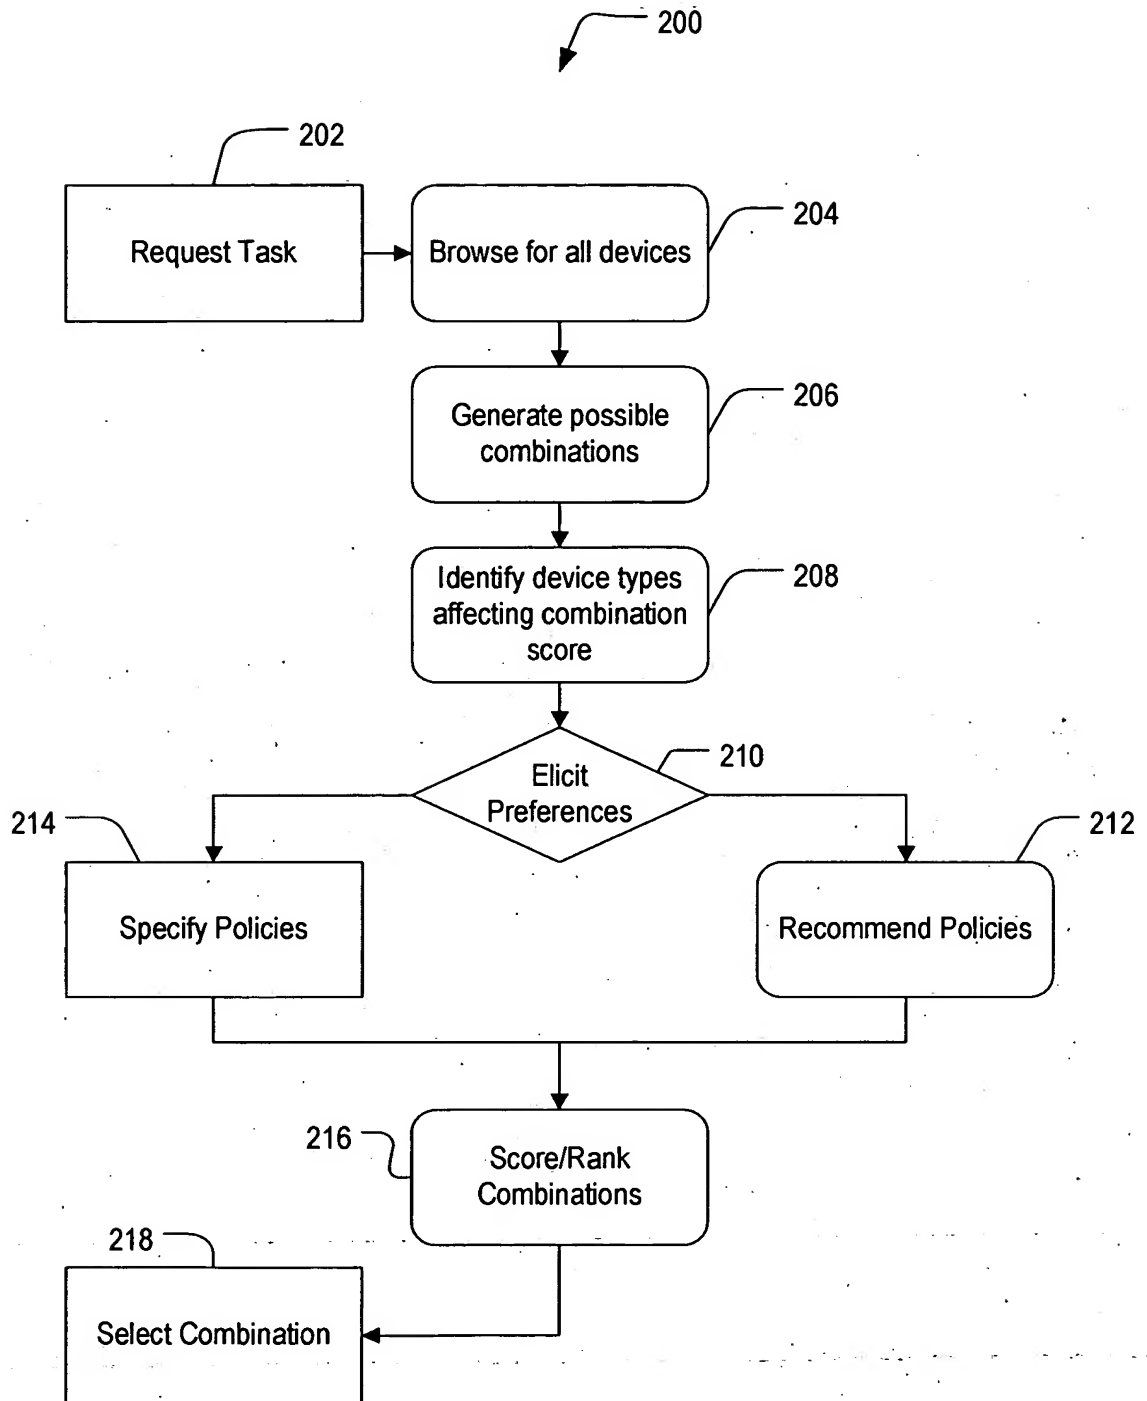 200
202
204
Request Task
Browse for all devices
206
Generate possible
combinations
208
Identify device types
affecting combination
score
210
Elicit
Preferences
214
212
Specify Policies
Recommend Policies
216
Score/Rank
Combinations
218
Select Combination